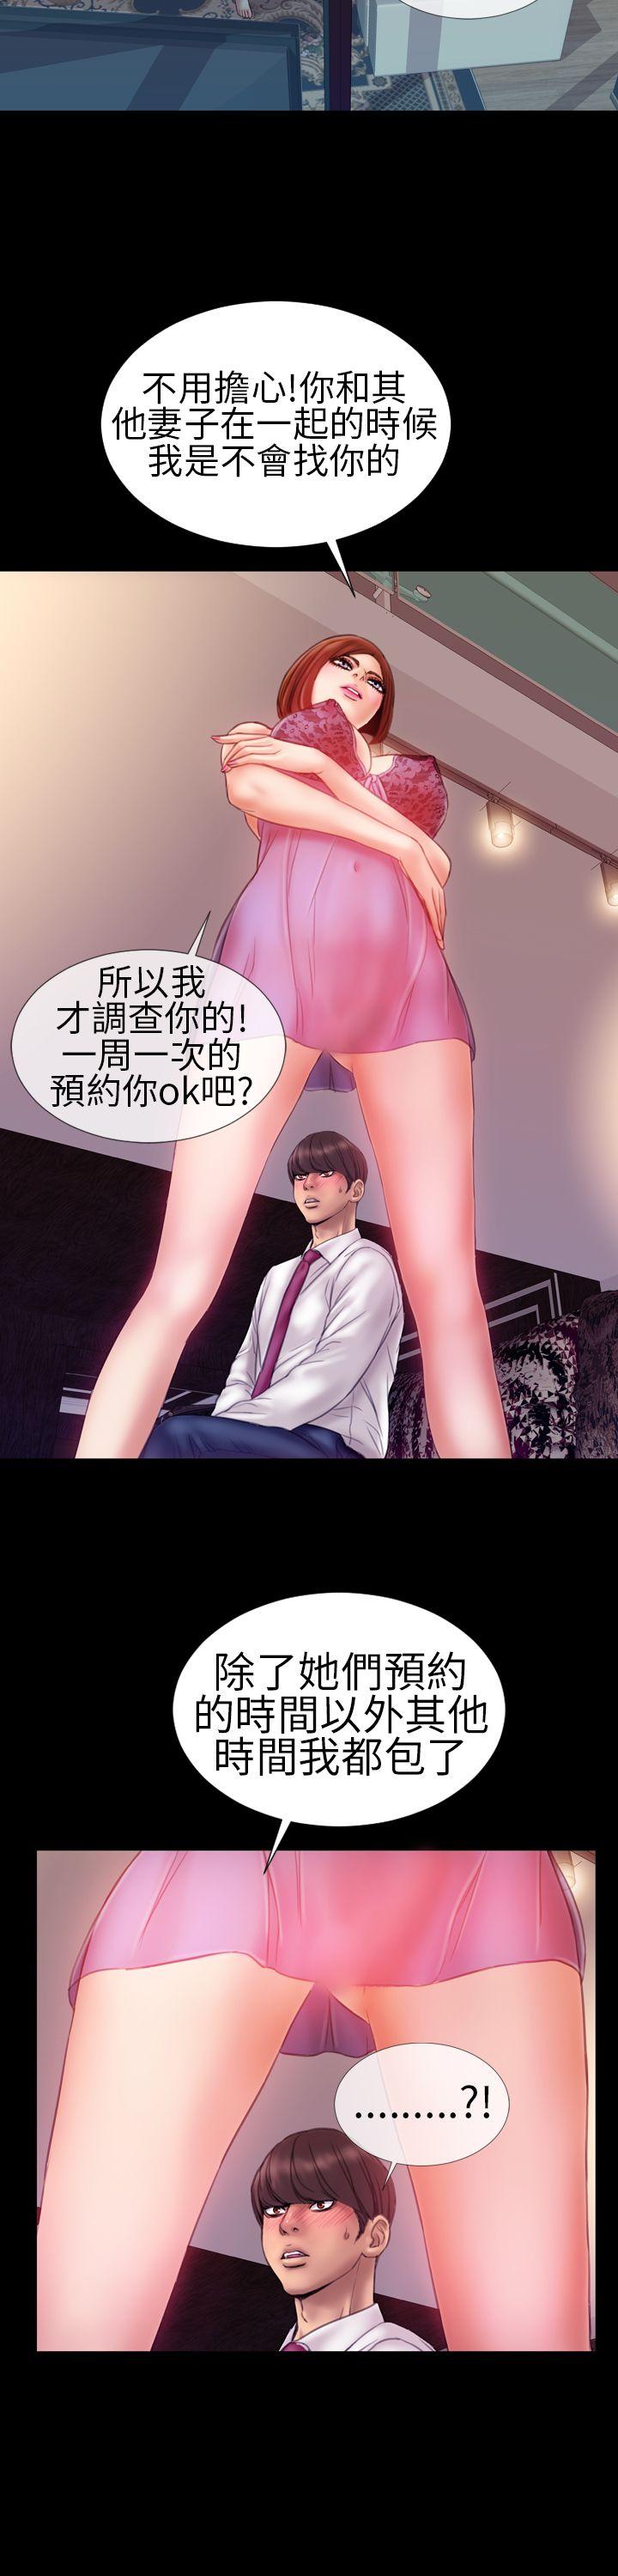 不用擔心!你和其
他妻子在一起的時候
我是不會找你的
所以我
才調查你的!
一周一次的
預約你ok吧?
除了她們預約
的時間以外其他
時間我都包了
.........?!